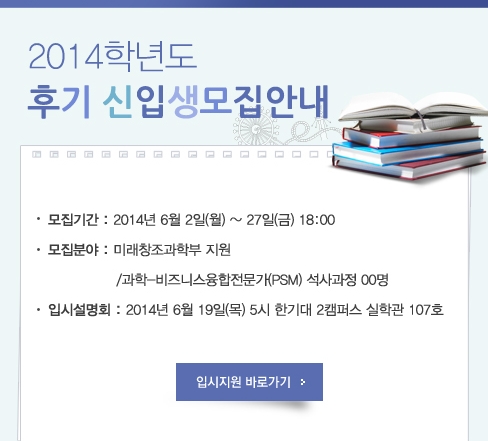 2014학년도
후기 신입생모집안내
· 모집기간 : 2014년 6월 2일(월) ~ 27일(금) 18:00
· 모집분야 : 미래창조과학부 지원
/과학-비즈니스융합전문가(PSM) 석사과정 00명
· 입시설명회 : 2014년 6월 19일(목) 5시 한기대 2캠퍼스 실학관 107호
입시지원 바로가기